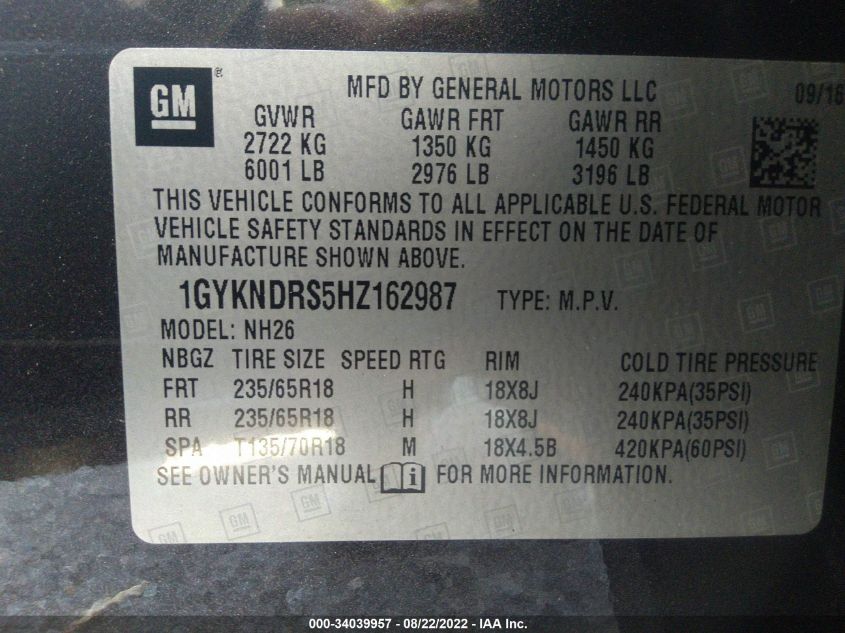 GM ®
MFD BY GENERAL MOTORS LLC 09/16
GVWR GAWR FRT GAWR RR
2722 KG 1350 KG 1450 KG
6001 LB 2976 LB 3196 LB
THIS VEHICLE CONFORMS TO ALL APPLICABLE U.S. FEDERAL MOTOR
VEHICLE SAFETY STANDARDS IN EFFECT ON THE DATE OF
MANUFACTURE SHOWN ABOVE.
1GYKNDRS5HZ162987 TYPE: M.P.V.
MODEL: NH26
NBGZ TIRE SIZE SPEED RTG RIM COLD TIRE PRESSURE
FRT 235/65R18 H 18X8J 240KPA(35PSI)
RR 235/65R18 H 18X8J 240KPA(35PSI)
SPA T135/70R18 M 18X4.5B 420KPA(60PSI)
SEE OWNER'S MANUAL i FOR MORE INFORMATION.
000-34039957 - 08/22/2022 - IAA Inc.